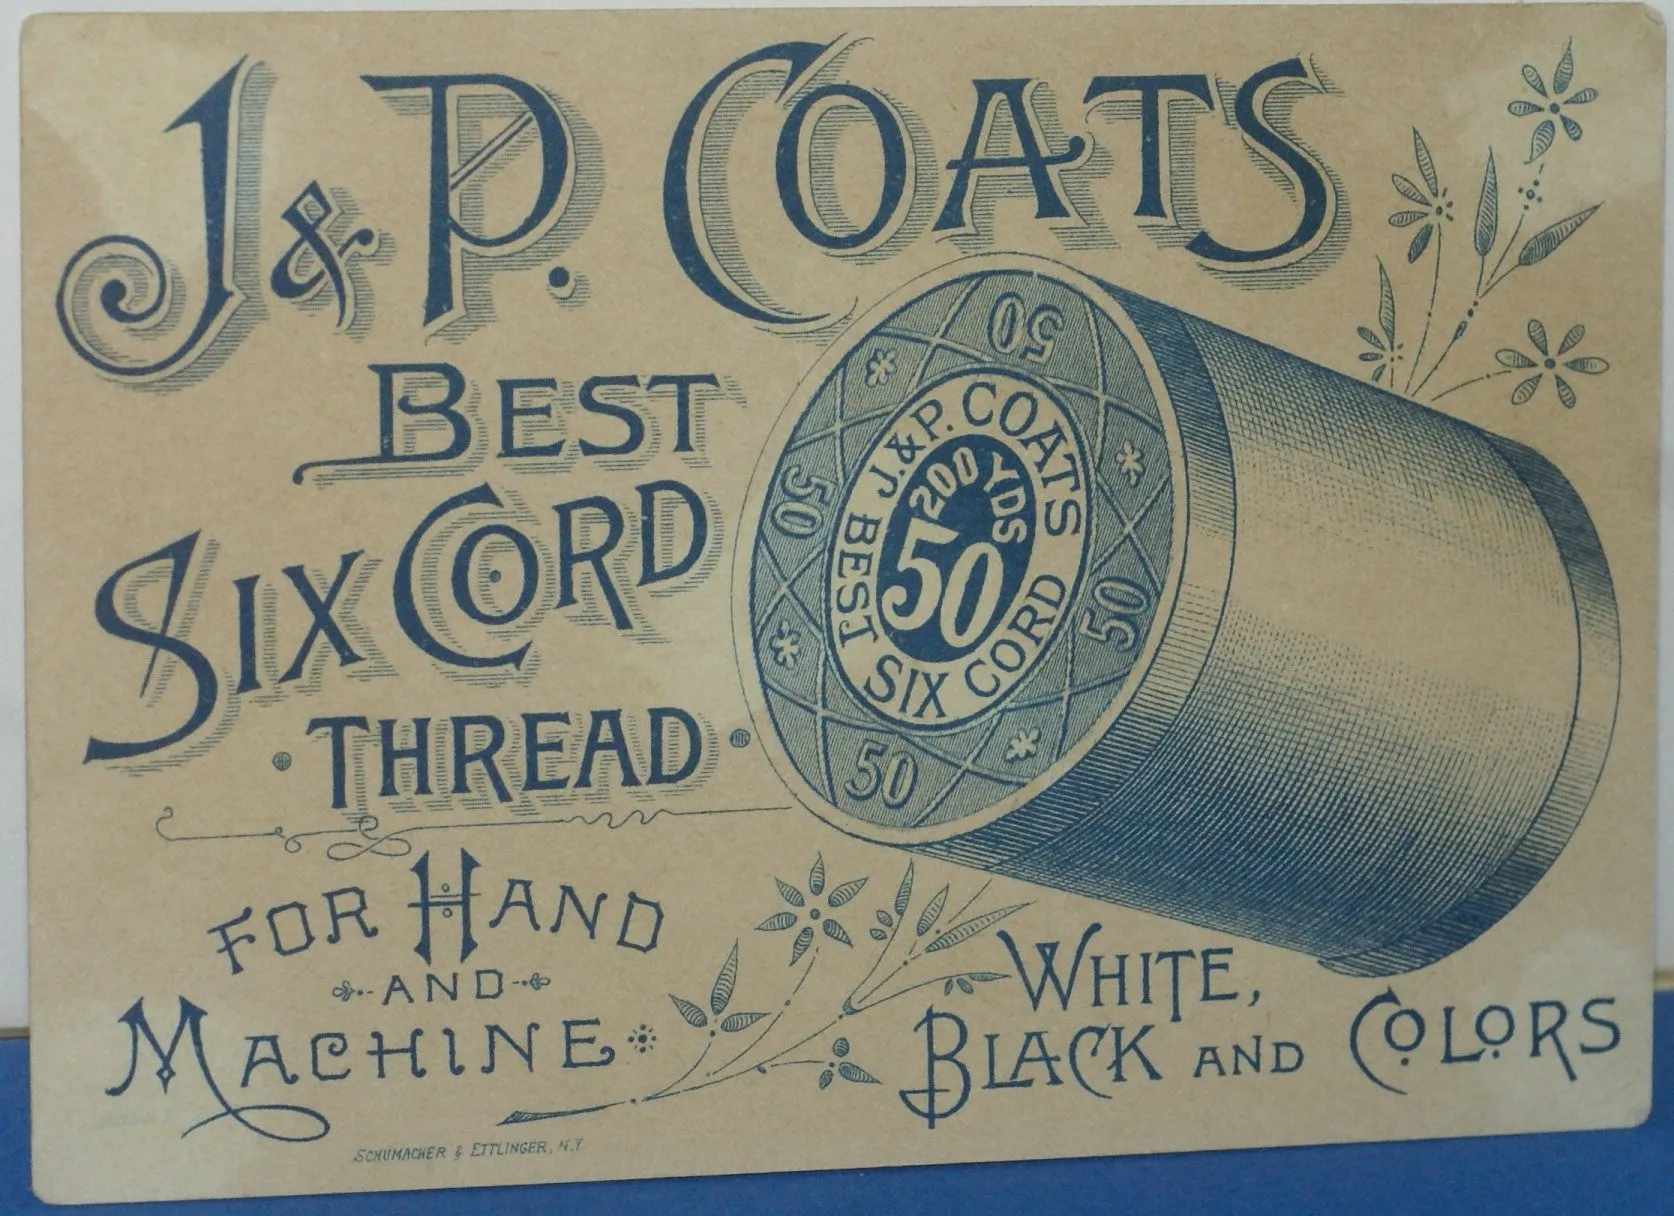 J. & P. COATS
BEST
SIX CORD
THREAD
FOR HAND
AND
MACHINE
WHITE,
BLACK AND COLORS
50
50
50
50
J. & P. COATS
200 YDS
50
BEST SIX CORD
SCHUMACHER & ETTLINGER, N.Y.